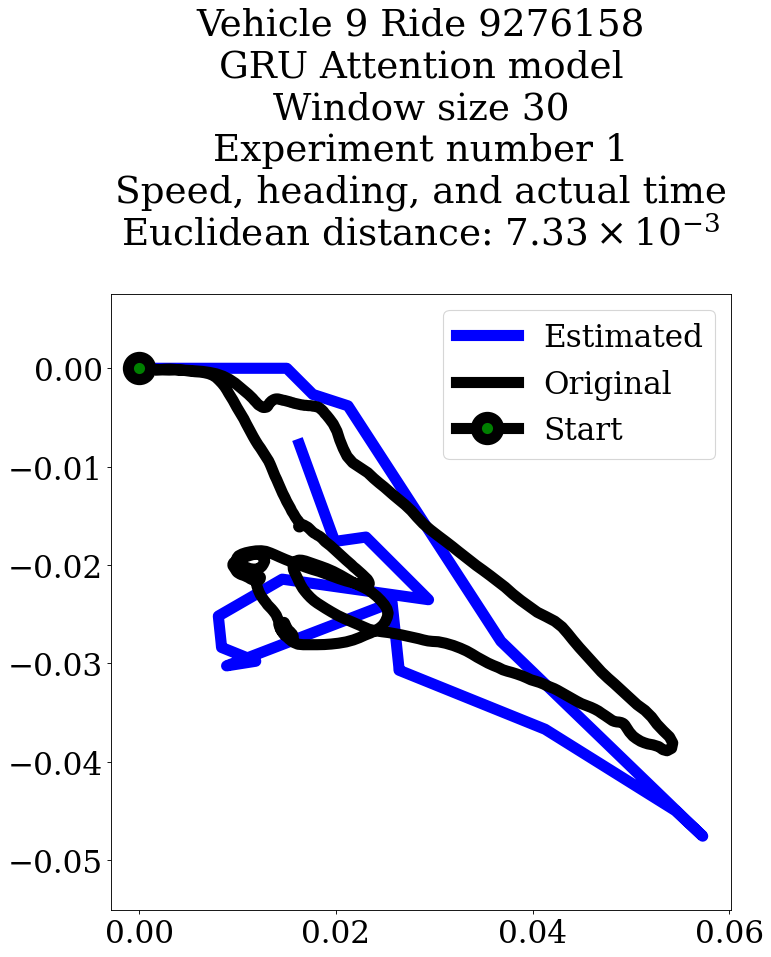 Vehicle 9 Ride 9276158
GRU Attention model
Window size 30
Experiment number 1
Speed, heading, and actual time
Euclidean distance: 7.33 × 10⁻³
Estimated
Original
Start
0.00
−0.01
−0.02
−0.03
−0.04
−0.05
0.00 0.02 0.04 0.06